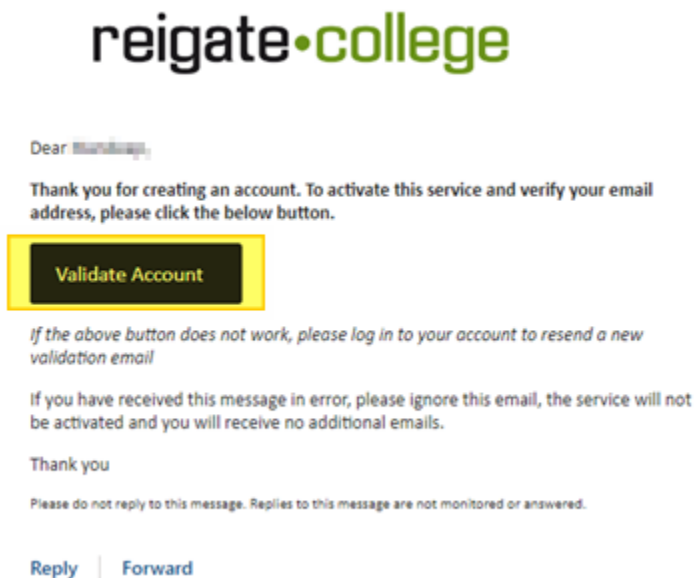 reigate•college
Dear
Thank you for creating an account. To activate this service and verify your email
address, please click the below button.
Validate Account
If the above button does not work, please log in to your account to resend a new
validation email
If you have received this message in error, please ignore this email, the service will not
be activated and you will receive no additional emails.
Thank you
Please do not reply to this message. Replies to this message are not monitored or answered.
Reply Forward